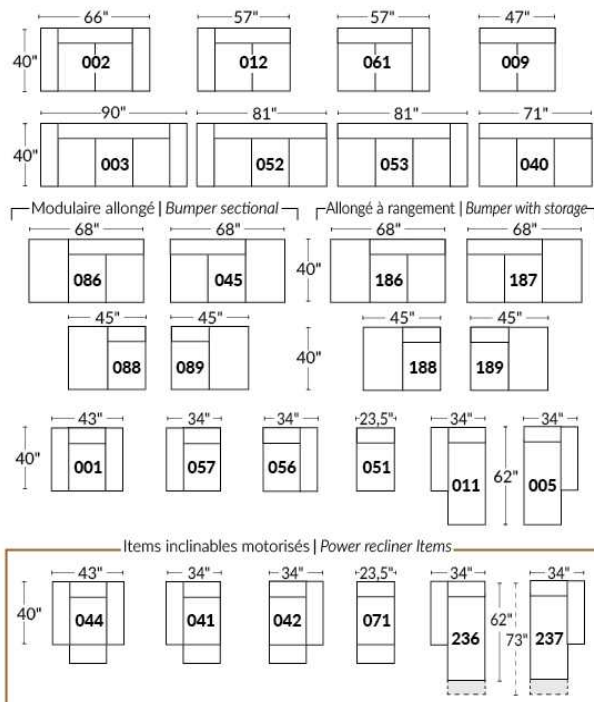 66" 57" 57" 47"
40" 002 012 061 009
90" 81" 81" 71"
40" 003 052 053 040
Modulaire allongé | Bumper sectional Allongé à rangement | Bumper with storage
68" 68" 68" 68"
086 045 40" 186 187
45" 45" 45" 45"
088 089 40" 188 189
43" 34" 34" 23,5" 34" 34"
40" 001 057 056 051 011 62" 005
Items inclinables motorisés | Power recliner Items
43" 34" 34" 23,5" 34" 34"
40" 044 041 042 071 236 62" 73" 237